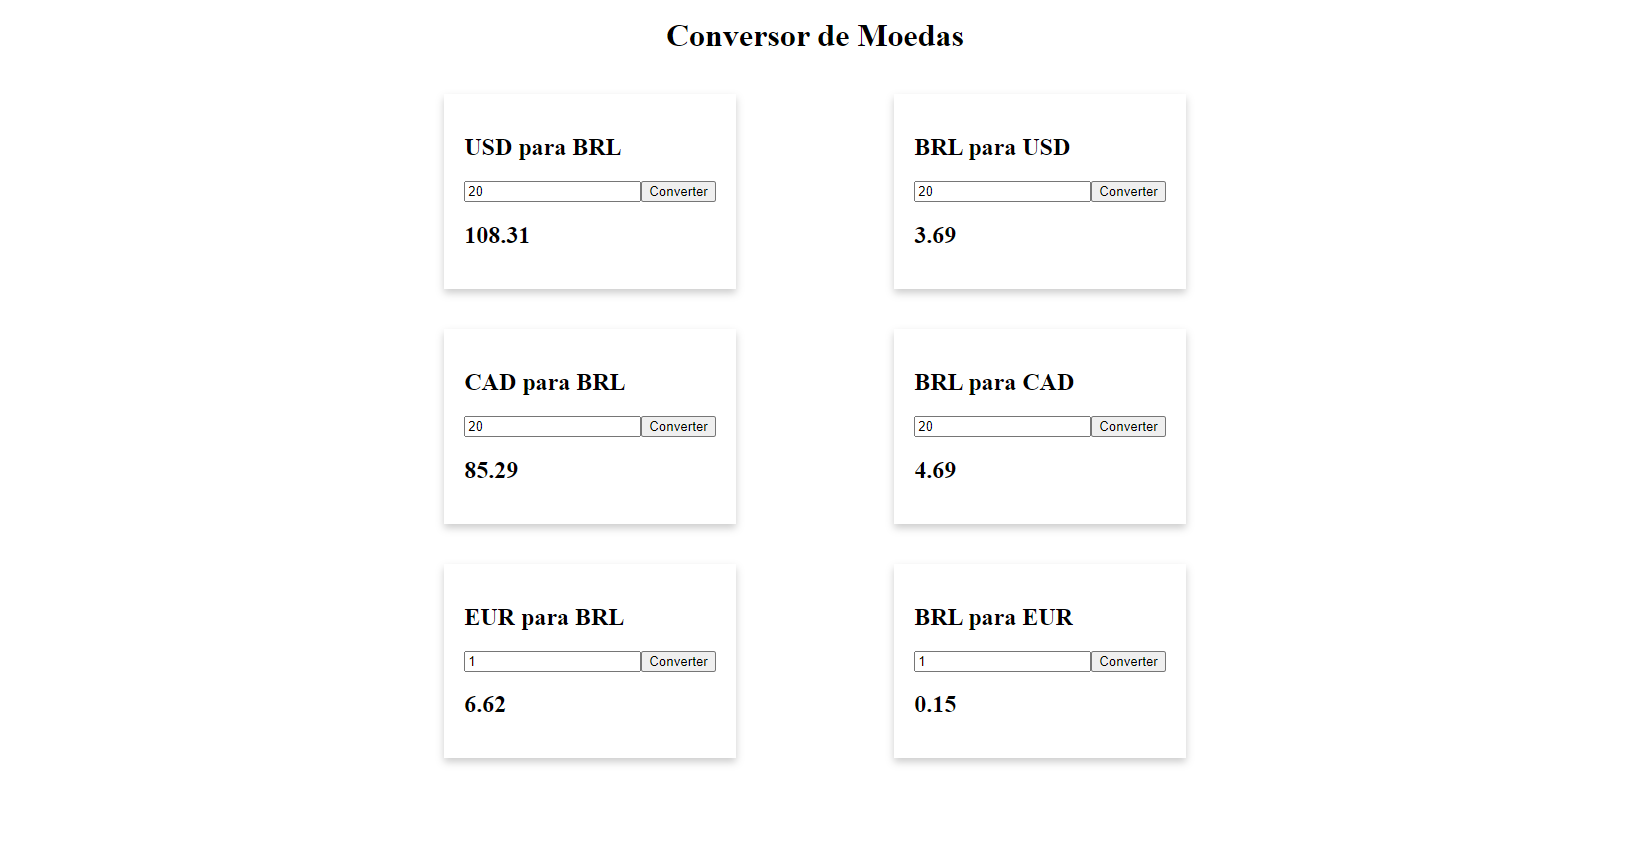 Conversor de Moedas
USD para BRL
20 Converter
108.31
BRL para USD
20 Converter
3.69
CAD para BRL
20 Converter
85.29
BRL para CAD
20 Converter
4.69
EUR para BRL
1 Converter
6.62
BRL para EUR
1 Converter
0.15